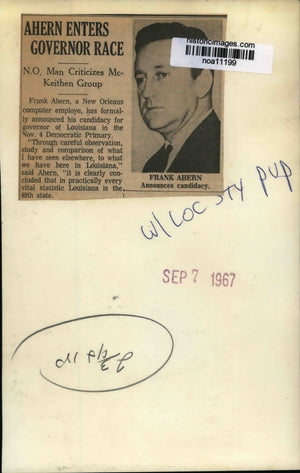 AHERN ENTERS
GOVERNOR RACE
N.O. Man Criticizes Mc-
Keithen Group
Frank Ahern, a New Orleans
computer employe, has formal-
ly announced his candidacy for
governor of Louisiana in the
Nov. 4 Democratic Primary.
"Through careful observation,
study and comparison of what
I have seen elsewhere, to what
we have here in Louisiana,"
said Ahern, "it is clearly con-
cluded that in practically every
vital statistic Louisiana is the
49th state.
historicimages.com
noa11199
FRANK AHERN
Announces candidacy.
W/ LOC STY PUP
SEP 7 1967